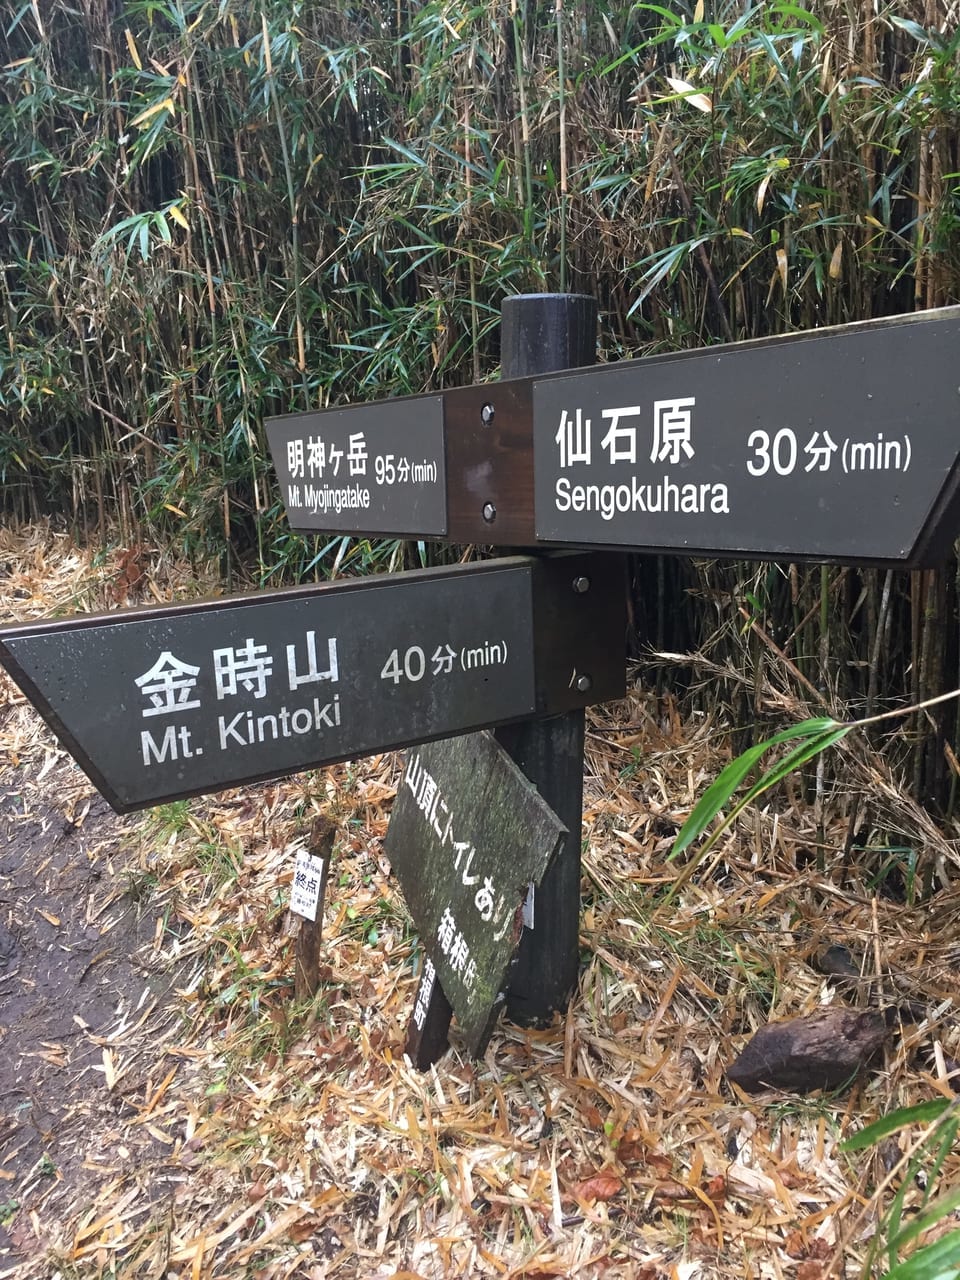 明神ヶ岳 95分(min)
Mt. Myojingatake
仙石原 30分(min)
Sengokuhara
金時山 40分(min)
Mt. Kintoki
山頂にトイレあり
箱根
終点